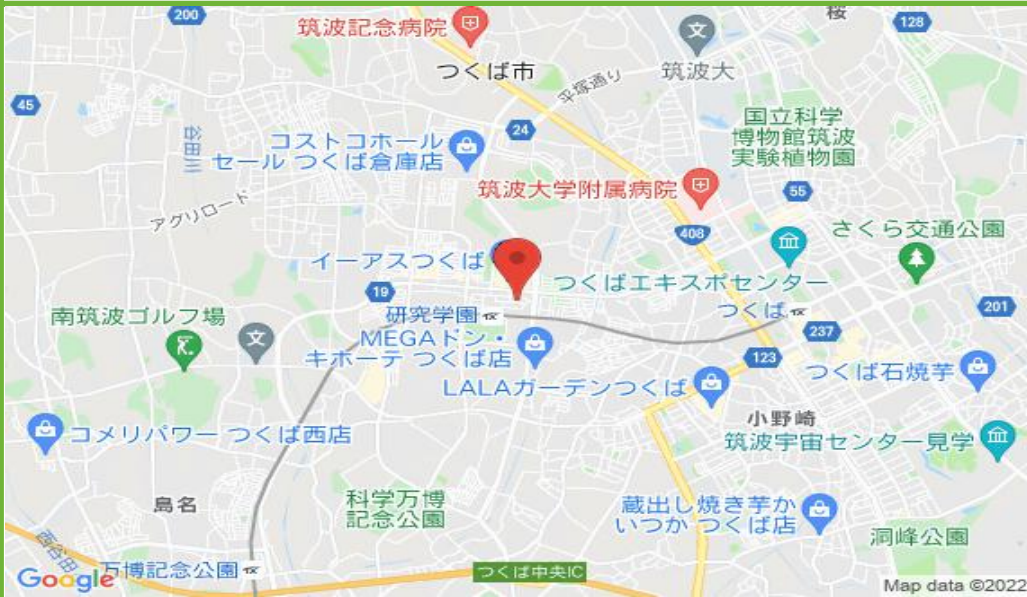 200
筑波記念病院
桜
128
つくば市
筑波大
平塚通り
45
24
谷田川
コストコホール
セール つくば倉庫店
国立科学
博物館筑波
実験植物園
筑波大学附属病院
55
アグリロード
408
さくら交通公園
イーアスつくば
つくばエキスポセンター
19
つくば
201
南筑波ゴルフ場
研究学園
237
MEGAドン・
キホーテ つくば店
123
つくば石焼芋
LALAガーデンつくば
小野崎
コメリパワー つくば西店
筑波宇宙センター見学
島名
科学万博
記念公園
蔵出し焼き芋か
いつか つくば店
洞峰公園
西谷田
万博記念公園
つくば中央IC
Google
Map data ©2022